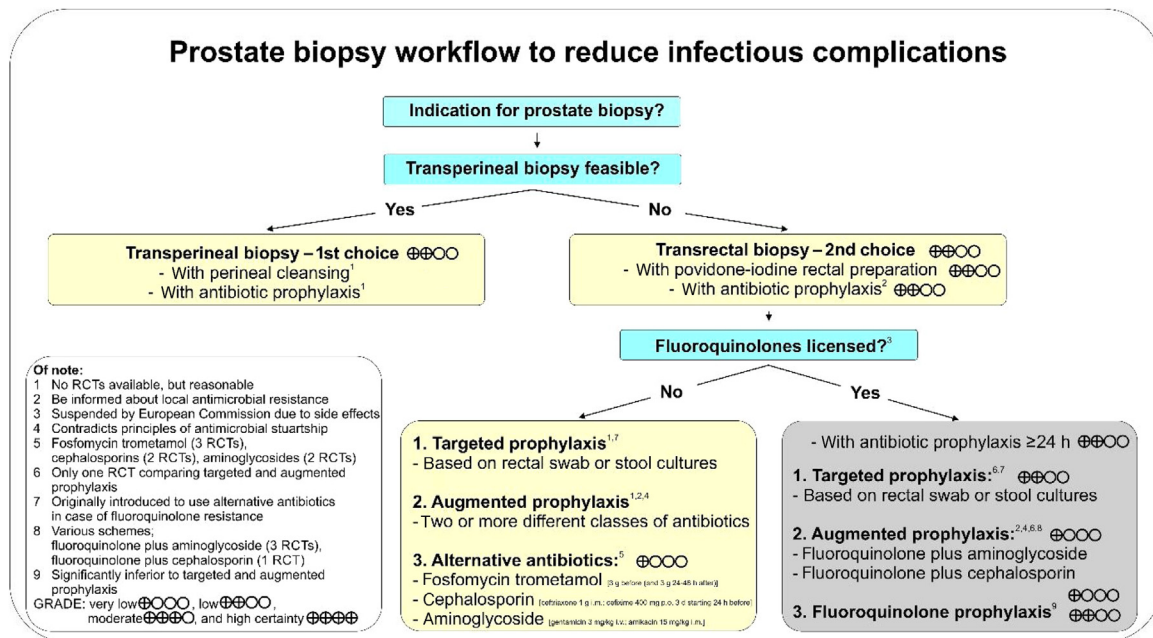 Prostate biopsy workflow to reduce infectious complications
Indication for prostate biopsy?
Transperineal biopsy feasible?
Yes
No
Transperineal biopsy – 1st choice ⊕⊕○○
- With perineal cleansing¹
- With antibiotic prophylaxis¹
Transrectal biopsy – 2nd choice ⊕⊕○○
- With povidone-iodine rectal preparation ⊕⊕○○
- With antibiotic prophylaxis² ⊕⊕○○
Fluoroquinolones licensed?³
No
Yes
Of note:
1 No RCTs available, but reasonable
2 Be informed about local antimicrobial resistance
3 Suspended by European Commission due to side effects
4 Contradicts principles of antimicrobial stuartship
5 Fosfomycin trometamol (3 RCTs),
cephalosporins (2 RCTs), aminoglycosides (2 RCTs)
6 Only one RCT comparing targeted and augmented
prophylaxis
7 Originally introduced to use alternative antibiotics
in case of fluoroquinolone resistance
8 Various schemes;
fluoroquinolone plus aminoglycoside (3 RCTs),
fluoroquinolone plus cephalosporin (1 RCT)
9 Significantly inferior to targeted and augmented
prophylaxis
GRADE: very low ⊕○○○, low ⊕⊕○○,
moderate ⊕⊕⊕○, and high certainty ⊕⊕⊕⊕
1. Targeted prophylaxis¹,⁷
- Based on rectal swab or stool cultures
2. Augmented prophylaxis¹,²,⁴
- Two or more different classes of antibiotics
3. Alternative antibiotics:⁵ ⊕○○○
- Fosfomycin trometamol [3 g before (and 3 g 24-48 h after)]
- Cephalosporin [ceftriaxone 1 g i.m.; cefixime 400 mg p.o. 3 d starting 24 h before]
- Aminoglycoside [gentamicin 3 mg/kg i.v.; amikacin 15 mg/kg i.m.]
- With antibiotic prophylaxis ≥24 h ⊕⊕○○
1. Targeted prophylaxis:⁶,⁷ ⊕⊕○○
- Based on rectal swab or stool cultures
2. Augmented prophylaxis:²,⁴,⁶,⁸ ⊕○○○
- Fluoroquinolone plus aminoglycoside
- Fluoroquinolone plus cephalosporin
⊕○○○
3. Fluoroquinolone prophylaxis⁹ ⊕⊕○○